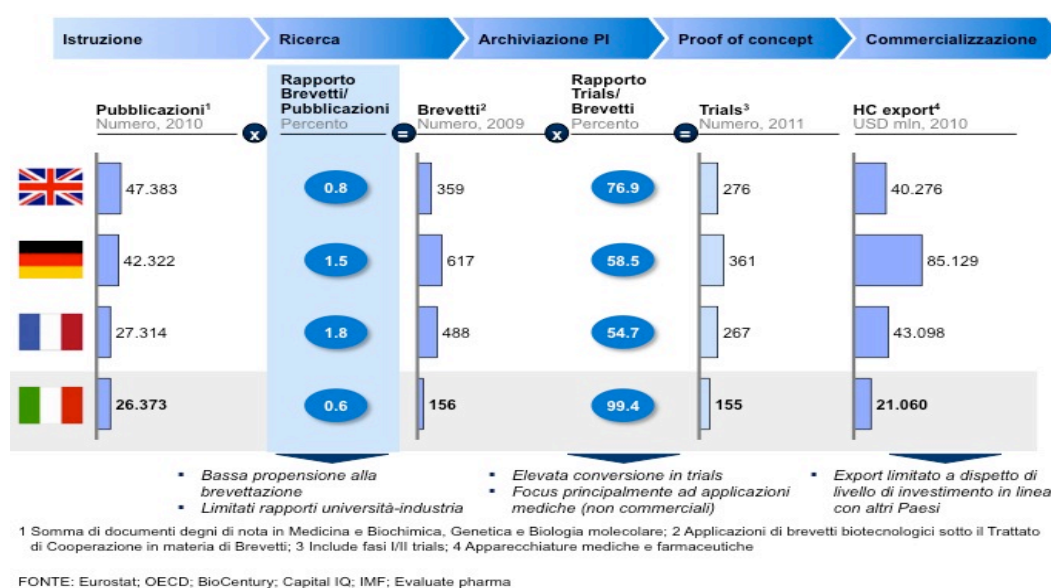 Istruzione
Ricerca
Archiviazione PI
Proof of concept
Commercializzazione
Pubblicazioni1
Numero, 2010
x
Rapporto
Brevetti/
Pubblicazioni
Percento
=
Brevetti2
Numero, 2009
x
Rapporto
Trials/
Brevetti
Percento
=
Trials3
Numero, 2011
HC export4
USD mln, 2010
47.383
0.8
359
76.9
276
40.276
42.322
1.5
617
58.5
361
85.129
27.314
1.8
488
54.7
267
43.098
26.373
0.6
156
99.4
155
21.060
▪ Bassa propensione alla
brevettazione
▪ Limitati rapporti università-industria
▪ Elevata conversione in trials
▪ Focus principalmente ad applicazioni
mediche (non commerciali)
▪ Export limitato a dispetto di
livello di investimento in linea
con altri Paesi
1 Somma di documenti degni di nota in Medicina e Biochimica, Genetica e Biologia molecolare; 2 Applicazioni di brevetti biotecnologici sotto il Trattato
di Cooperazione in materia di Brevetti; 3 Include fasi I/II trials; 4 Apparecchiature mediche e farmaceutiche
FONTE: Eurostat; OECD; BioCentury; Capital IQ; IMF; Evaluate pharma